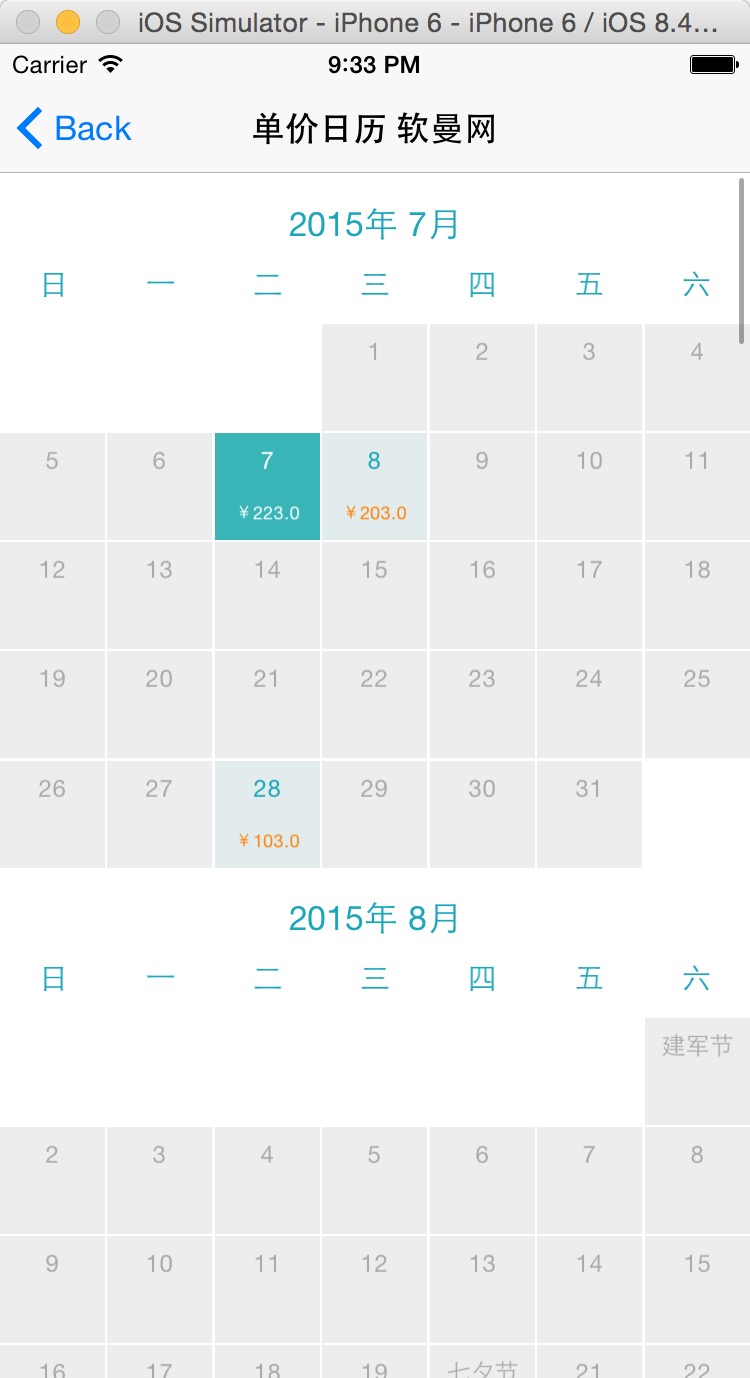 iOS Simulator - iPhone 6 - iPhone 6 / iOS 8.4...
Carrier 9:33 PM
Back 单价日历 软曼网
2015年 7月
日 一 二 三 四 五 六
1 2 3 4
5 6 7 8 9 10 11
¥223.0 ¥203.0
12 13 14 15 16 17 18
19 20 21 22 23 24 25
26 27 28 29 30 31
¥103.0
2015年 8月
日 一 二 三 四 五 六
建军节
2 3 4 5 6 7 8
9 10 11 12 13 14 15
16 17 18 19 七夕节 21 22